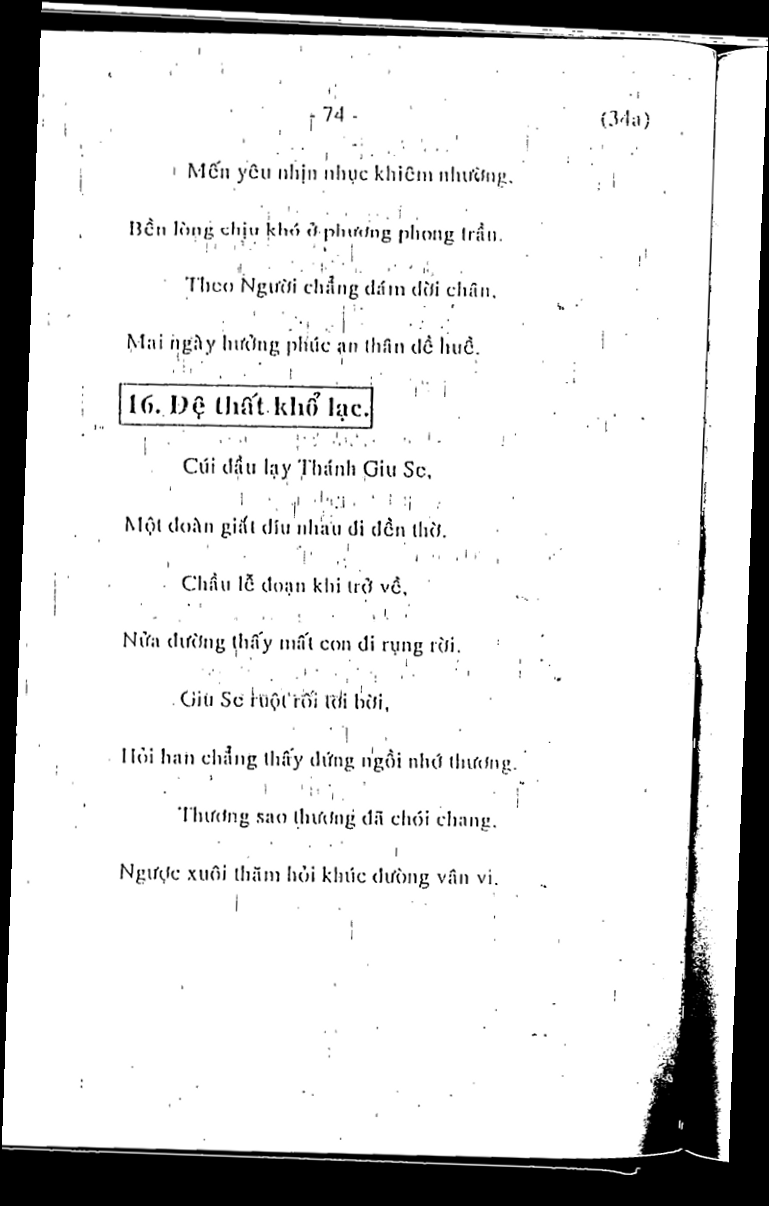 - 74 -
(34a)
Mến yêu nhịn nhục khiêm nhường.
Bền lòng chịu khó ở phương phong trần.
Theo Người chẳng dám dời chân,
Mai ngày hưởng phúc an thân dề huề.
16. Đệ thất khổ lạc.
Cúi đầu lạy Thánh Giu Se,
Một đoàn giắt díu nhau đi đền thờ.
Chầu lễ đoạn khi trở về,
Nửa đường thấy mất con đi rụng rời.
Giu Se ruột rối tơi bời,
Hỏi han chẳng thấy đứng ngồi nhớ thương.
Thương sao thương đã chói chang.
Ngược xuôi thăm hỏi khúc đường vân vi.